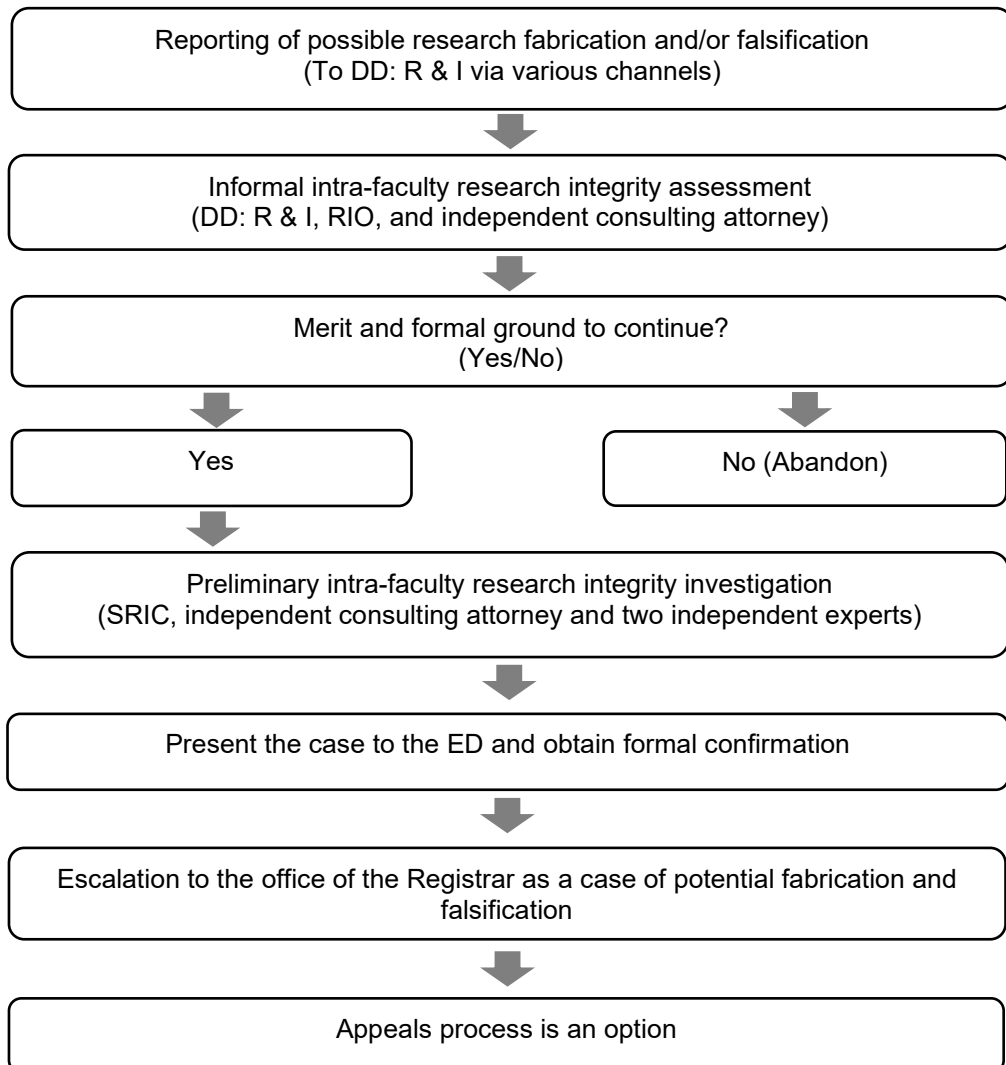 Reporting of possible research fabrication and/or falsification
(To DD: R & I via various channels)
Informal intra-faculty research integrity assessment
(DD: R & I, RIO, and independent consulting attorney)
Merit and formal ground to continue?
(Yes/No)
Yes
No (Abandon)
Preliminary intra-faculty research integrity investigation
(SRIC, independent consulting attorney and two independent experts)
Present the case to the ED and obtain formal confirmation
Escalation to the office of the Registrar as a case of potential fabrication and
falsification
Appeals process is an option